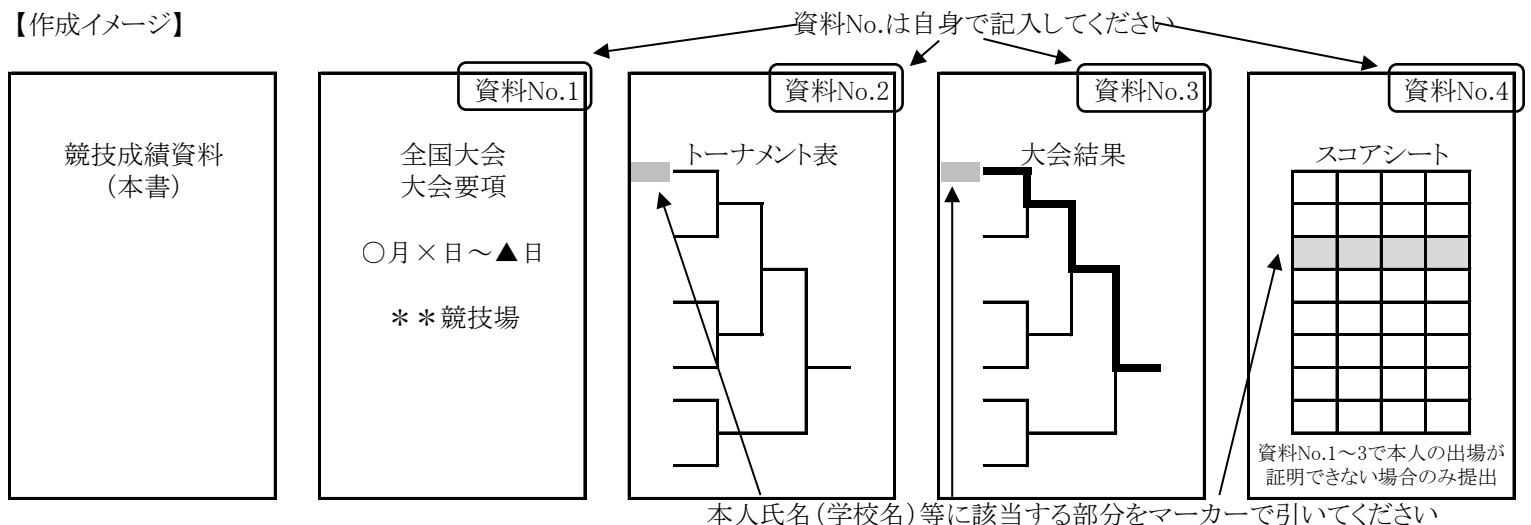 【作成イメージ】
資料No.は自身で記入してください
競技成績資料
（本書）
資料No.1
全国大会
大会要項
○月×日～▲日
＊＊競技場
資料No.2
トーナメント表
資料No.3
大会結果
資料No.4
スコアシート
資料No.1～3で本人の出場が
証明できない場合のみ提出
本人氏名（学校名）等に該当する部分をマーカーで引いてください